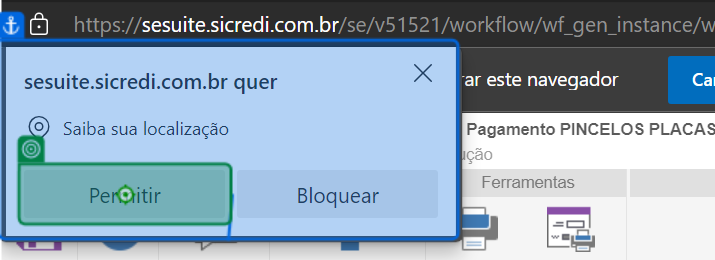 https://sesuite.sicredi.com.br/se/v51521/workflow/wf_gen_instance/w
sesuite.sicredi.com.br quer
rar este navegador
Saiba sua localização
Pagamento PINCELOS PLACAS
ução
Permitir
Bloquear
Ferramentas